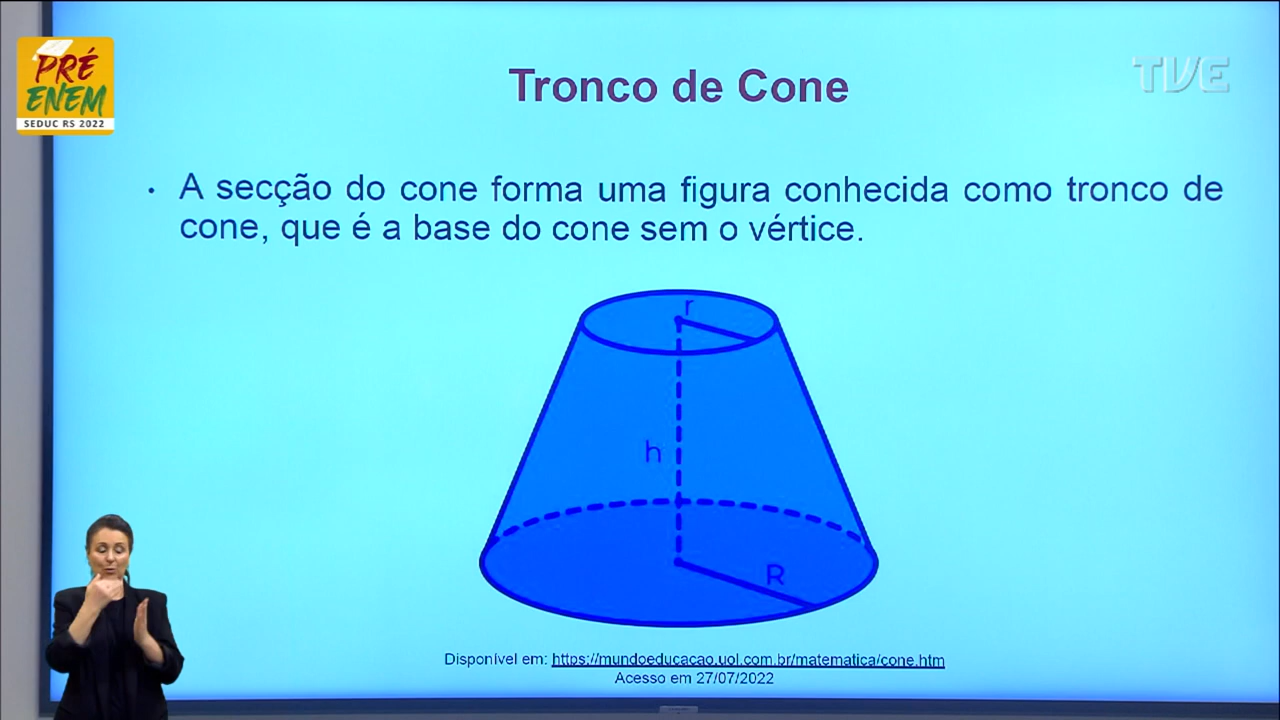 PRÉ
ENEM
SEDUC RS 2022
TVE
Tronco de Cone
• A secção do cone forma uma figura conhecida como tronco de
cone, que é a base do cone sem o vértice.
r
h
R
Disponível em: https://mundoeducacao.uol.com.br/matematica/cone.htm
Acesso em 27/07/2022